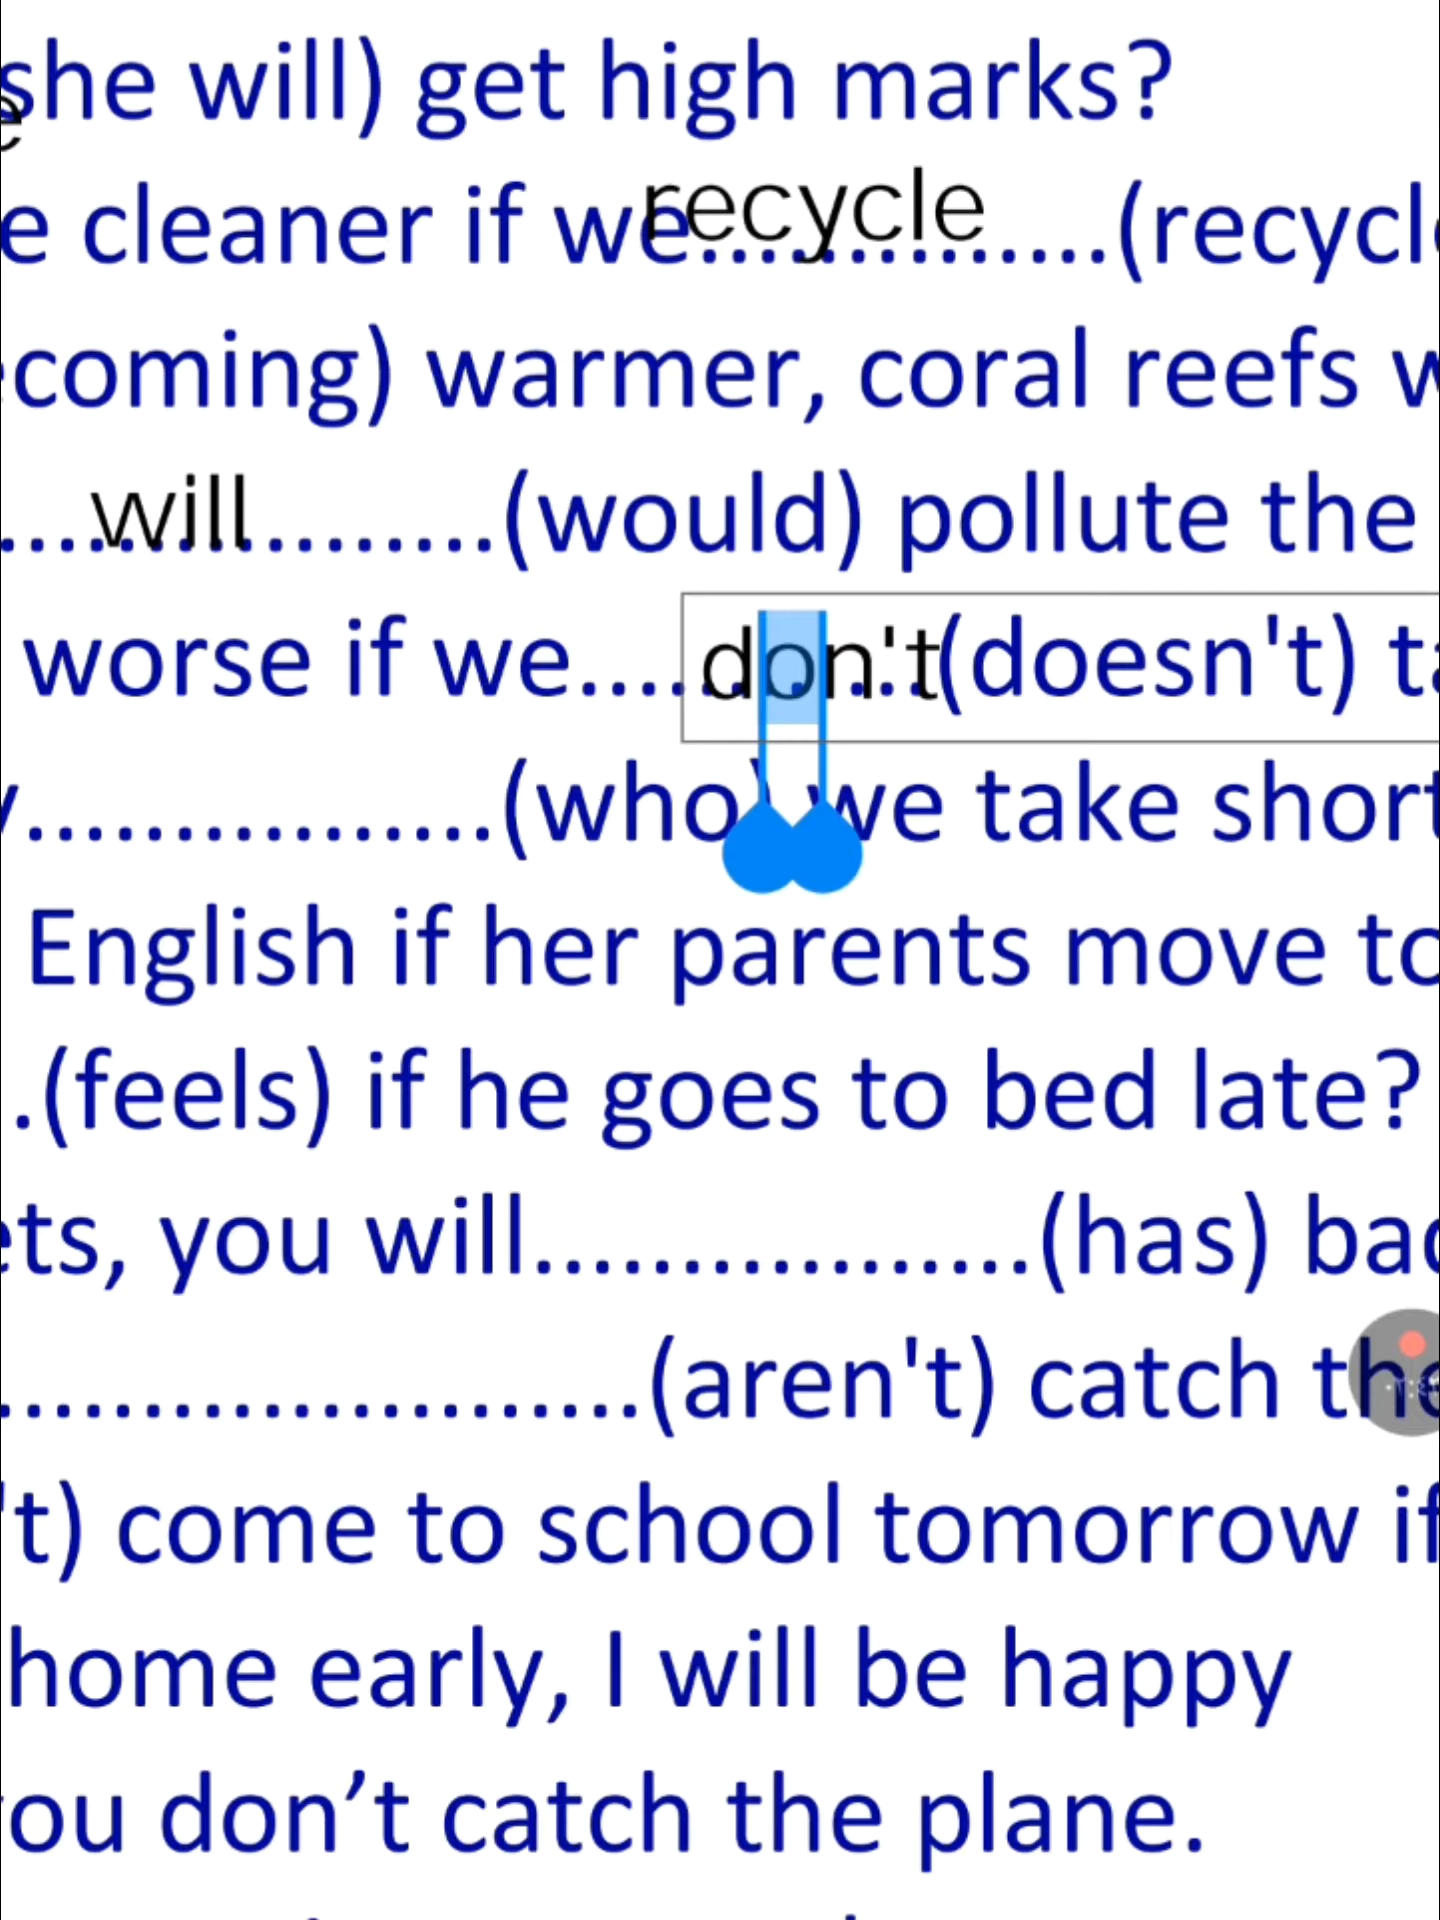 she will) get high marks?
e cleaner if we recycle..............(recycl
coming) warmer, coral reefs
....will........(would) pollute the
worse if we.... don't (doesn't)
................(who) we take short
English if her parents move to
.(feels) if he goes to bed late?
ets, you will.................(has)
......................(aren't) catch the
't) come to school tomorrow if
home early, I will be happy
ou don’t catch the plane.